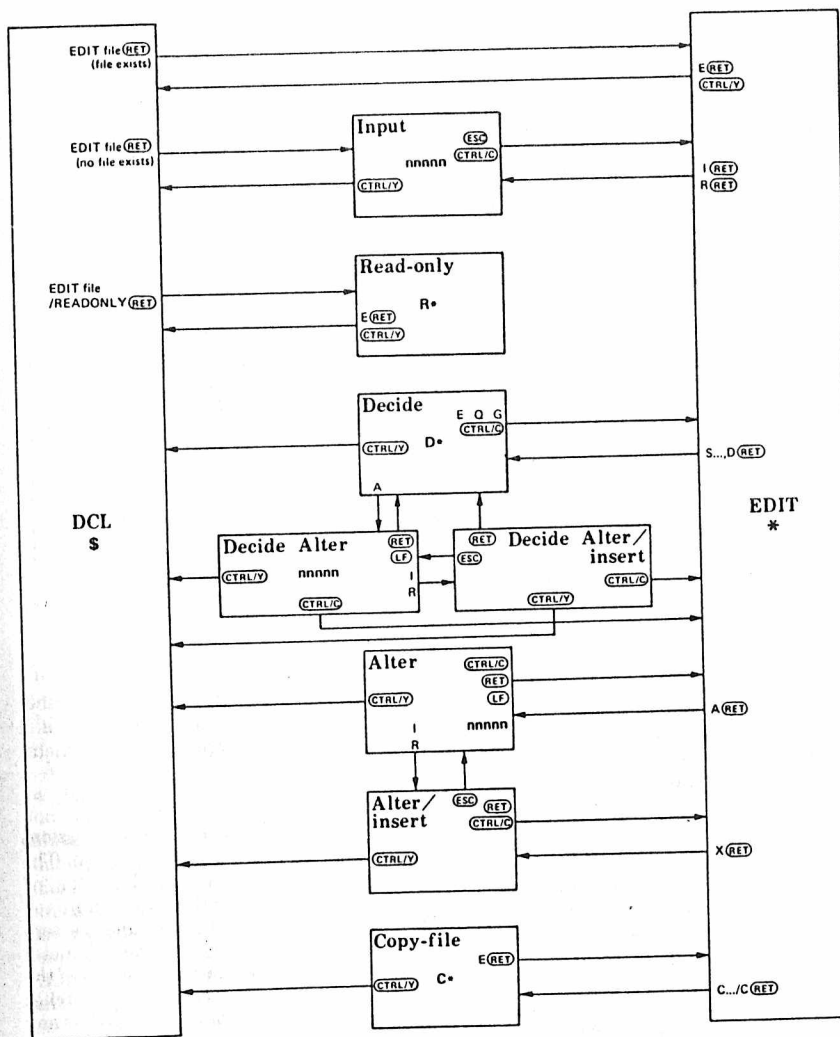 EDIT file RET
(file exists)
E RET
CTRL/Y
Input
ESC
nnnnn CTRL/C
CTRL/Y
EDIT file RET
(no file exists)
I RET
R RET
Read-only
R*
E RET
CTRL/Y
EDIT file
/READONLY RET
Decide
E Q G
CTRL/C
CTRL/Y D*
A
S...,D RET
DCL
$
EDIT
*
Decide Alter
RET
LF
nnnnn
CTRL/Y
I
R
CTRL/C
RET
ESC
Decide Alter/
insert
CTRL/C
CTRL/Y
Alter
CTRL/C
RET
LF
CTRL/Y
nnnnn
I
R
A RET
Alter/
insert
ESC
RET
CTRL/C
CTRL/Y
X RET
Copy-file
E RET
CTRL/Y C*
C.../C RET